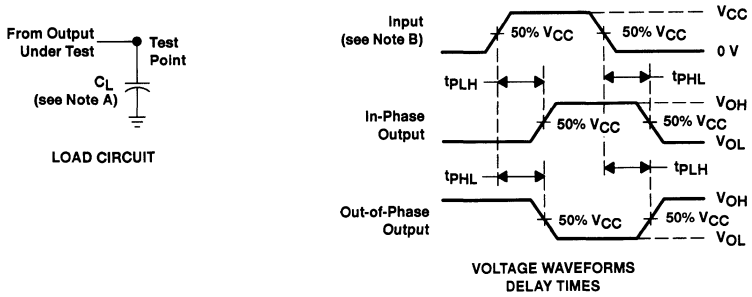 From Output
Under Test
Test
Point
CL
(see Note A)
LOAD CIRCUIT
Input
(see Note B)
50% VCC
50% VCC
VCC
0 V
tPLH
tPHL
In-Phase
Output
50% VCC
50% VCC
VOH
VOL
tPHL
tPLH
Out-of-Phase
Output
50% VCC
50% VCC
VOH
VOL
VOLTAGE WAVEFORMS
DELAY TIMES